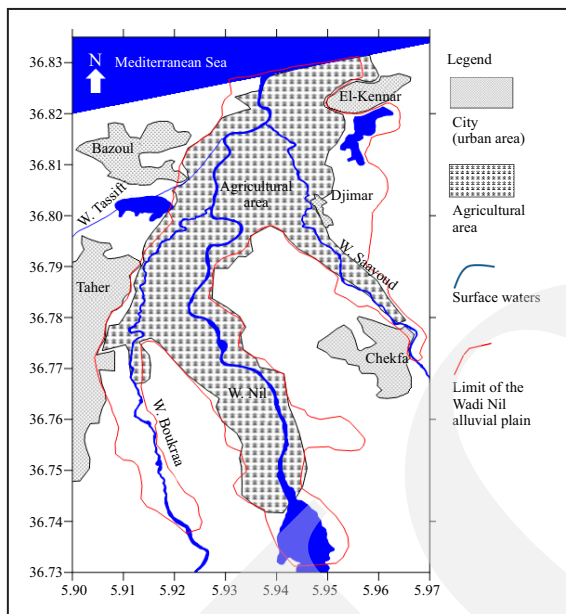 N
Mediterranean Sea
Legend
36.83
36.82
36.81
36.80
36.79
36.78
36.77
36.76
36.75
36.74
36.73
El-Kennar
City
(urban area)
Bazoul
Agricultural
area
Djimar
W. Tassift
Agricultural
area
W. Saayoud
Taher
Surface waters
Chekfa
W. Nil
W. Boukraa
Limit of the
Wadi Nil
alluvial plain
5.90 5.91 5.92 5.93 5.94 5.95 5.96 5.97